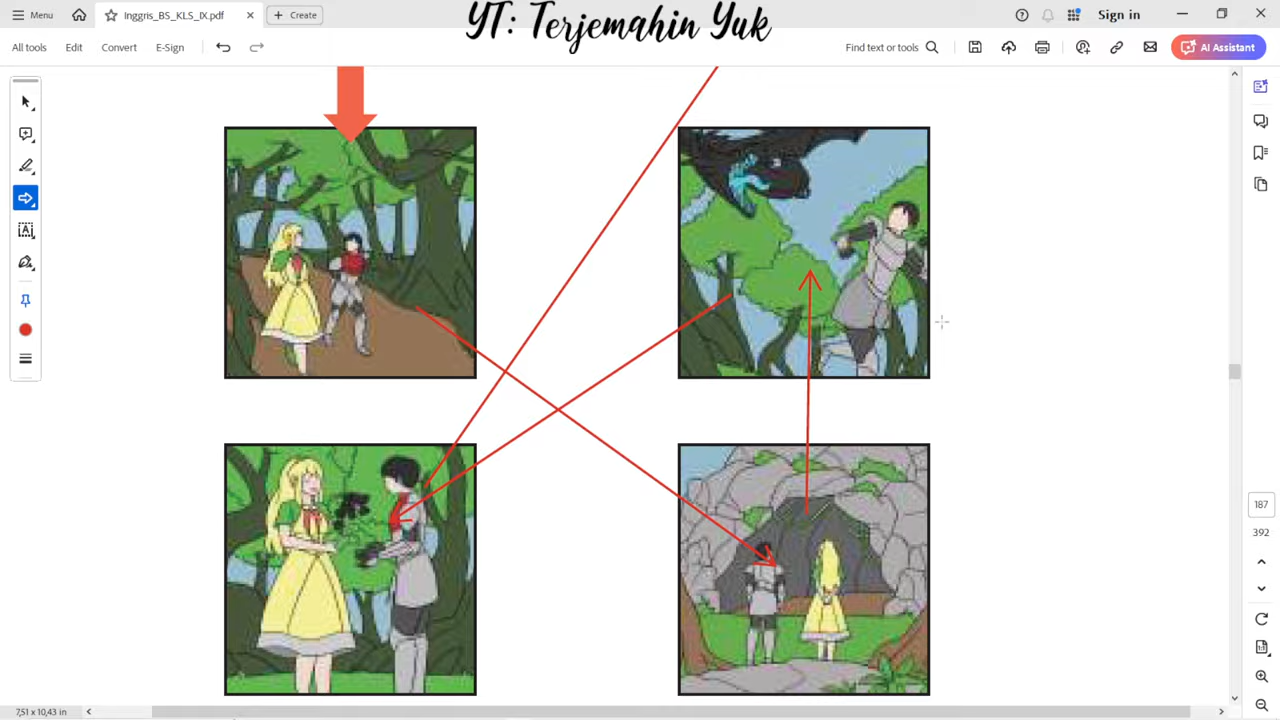 Menu
Inggris_BS_KLS_IX.pdf
Create
YT: Terjemahin Yuk
Sign in
All tools
Edit
Convert
E-Sign
Find text or tools
AI Assistant
187
392
7,51 x 10,43 in